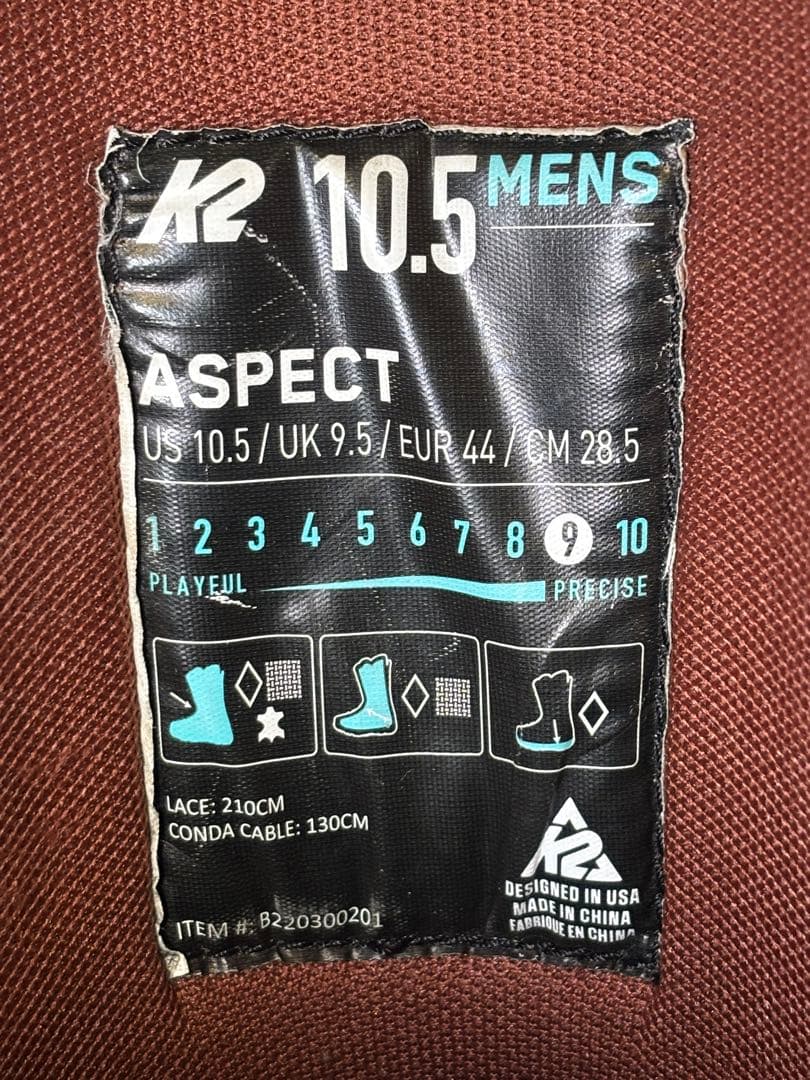 K2 10.5 MENS
ASPECT
US 10.5 / UK 9.5 / EUR 44 / CM 28.5
1 2 3 4 5 6 7 8 9 10
PLAYFUL PRECISE
LACE: 210CM
CONDA CABLE: 130CM
K2
DESIGNED IN USA
MADE IN CHINA
FABRIQUE EN CHINA
ITEM #: B220300201